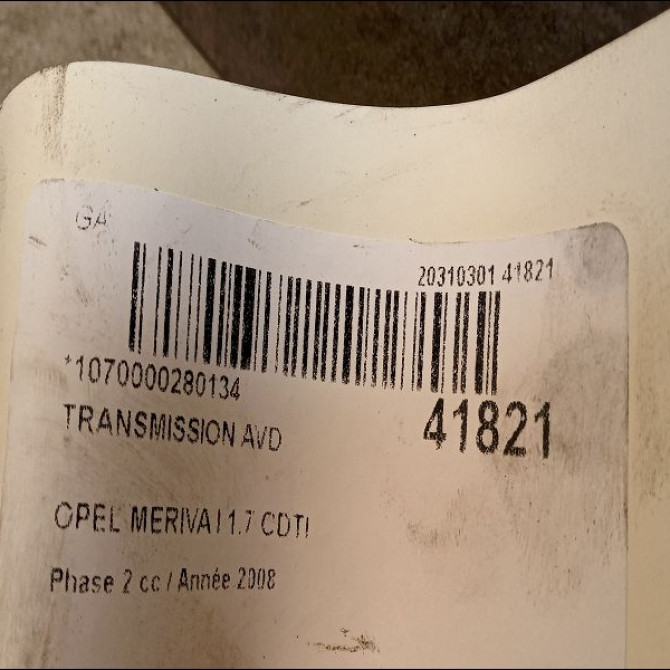 GA
20310301 41821
*1070000280134
TRANSMISSION AVD
41821
OPEL MERIVA I 1.7 CDTI
Phase 2 cc / Année 2008